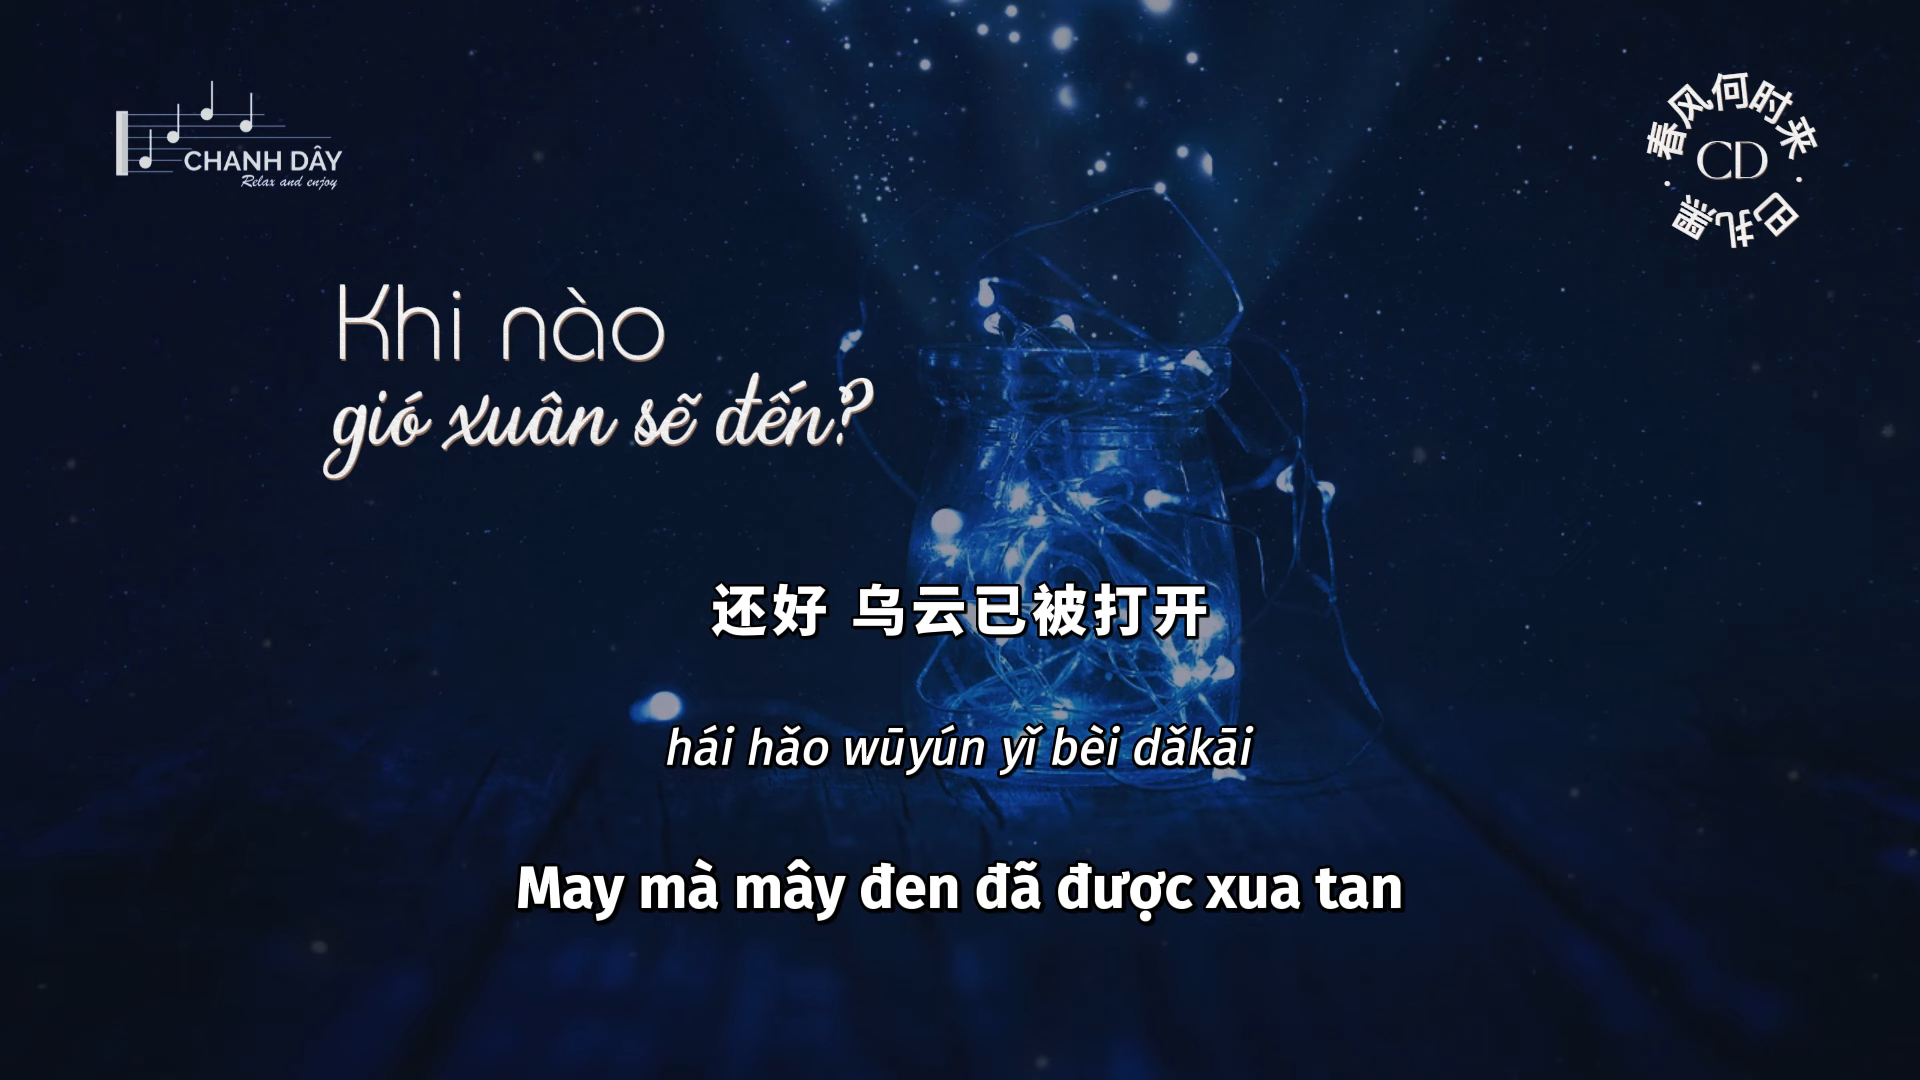 CHANH DÂY
Relax and enjoy
春风何时来
CD
· 黑扎巴 ·
Khi nào
gió xuân sẽ đến?
还好 乌云已被打开
hái hǎo wūyún yǐ bèi dǎkāi
May mà mây đen đã được xua tan